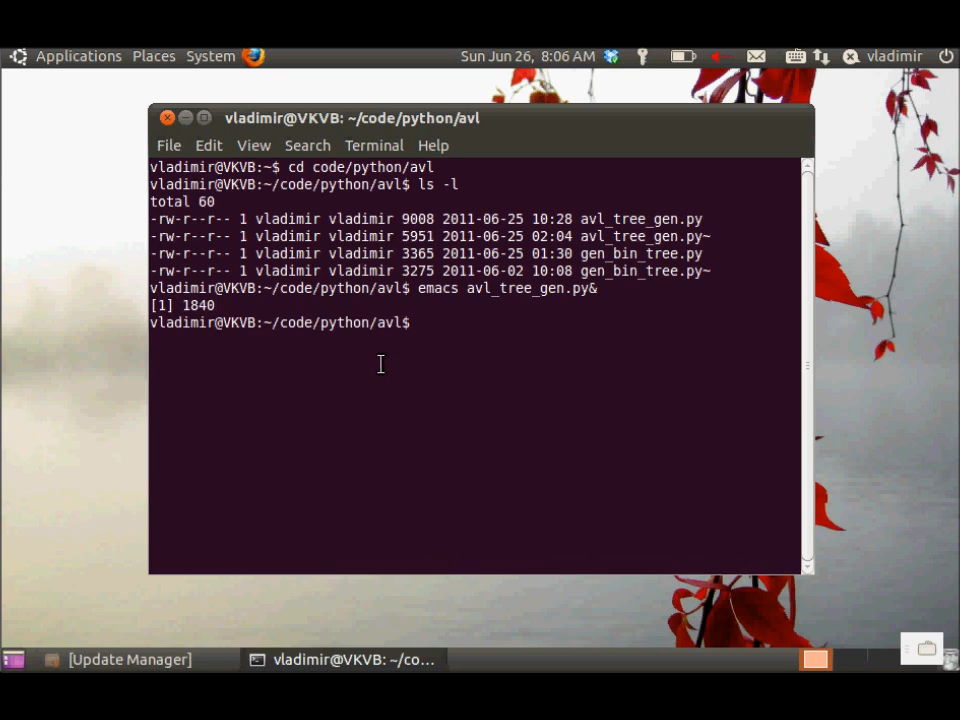 Applications Places System Sun Jun 26, 8:06 AM vladimir
vladimir@VKVB: ~/code/python/avl
File Edit View Search Terminal Help
vladimir@VKVB:~$ cd code/python/avl
vladimir@VKVB:~/code/python/avl$ ls -l
total 60
-rw-r--r-- 1 vladimir vladimir 9008 2011-06-25 10:28 avl_tree_gen.py
-rw-r--r-- 1 vladimir vladimir 5951 2011-06-25 02:04 avl_tree_gen.py~
-rw-r--r-- 1 vladimir vladimir 3365 2011-06-25 01:30 gen_bin_tree.py
-rw-r--r-- 1 vladimir vladimir 3275 2011-06-02 10:08 gen_bin_tree.py~
vladimir@VKVB:~/code/python/avl$ emacs avl_tree_gen.py&
[1] 1840
vladimir@VKVB:~/code/python/avl$
[Update Manager] vladimir@VKVB: ~/co...